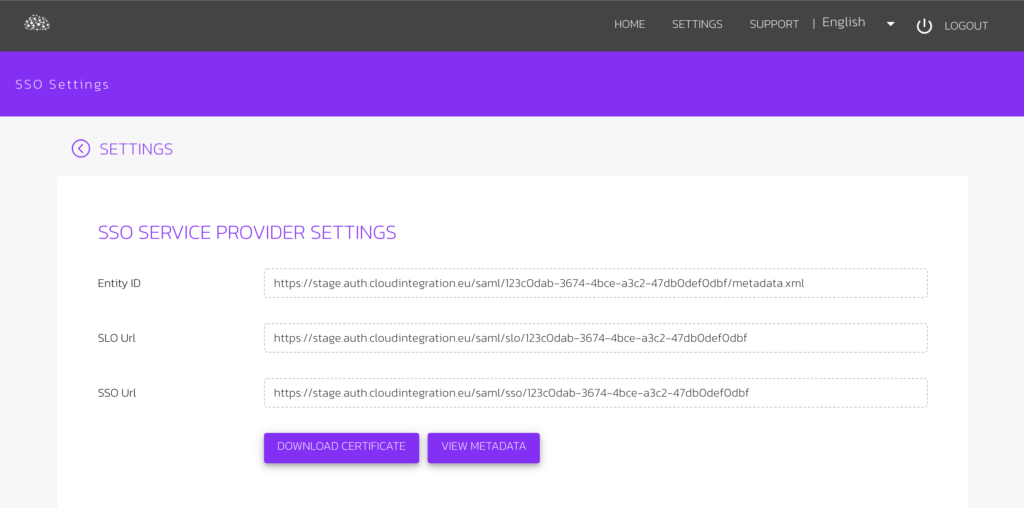 HOME SETTINGS SUPPORT | English LOGOUT
SSO Settings
SETTINGS
SSO SERVICE PROVIDER SETTINGS
Entity ID https://stage.auth.cloudintegration.eu/saml/123c0dab-3674-4bce-a3c2-47db0def0dbf/metadata.xml
SLO Url https://stage.auth.cloudintegration.eu/saml/slo/123c0dab-3674-4bce-a3c2-47db0def0dbf
SSO Url https://stage.auth.cloudintegration.eu/saml/sso/123c0dab-3674-4bce-a3c2-47db0def0dbf
DOWNLOAD CERTIFICATE VIEW METADATA